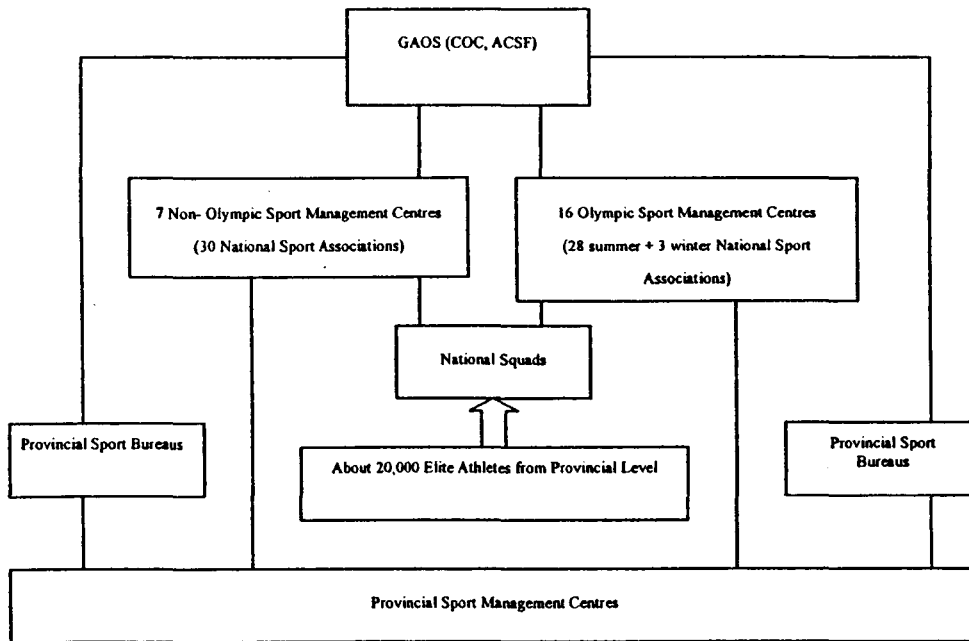 GAOS (COC, ACSF)
7 Non- Olympic Sport Management Centres
(30 National Sport Associations)
16 Olympic Sport Management Centres
(28 summer + 3 winter National Sport
Associations)
National Squads
Provincial Sport Bureaus
About 20,000 Elite Athletes from Provincial Level
Provincial Sport
Bureaus
Provincial Sport Management Centres